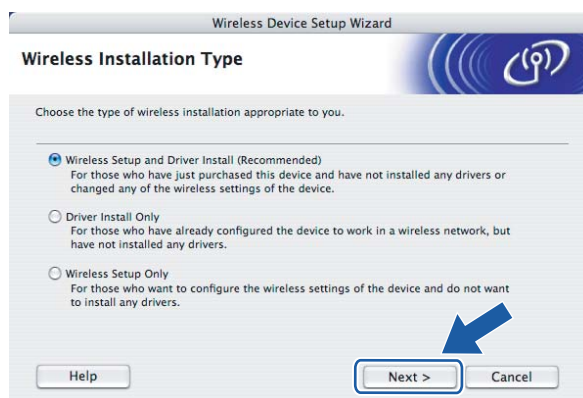 Wireless Device Setup Wizard
Wireless Installation Type
Choose the type of wireless installation appropriate to you.
Wireless Setup and Driver Install (Recommended)
For those who have just purchased this device and have not installed any drivers or
changed any of the wireless settings of the device.
Driver Install Only
For those who have already configured the device to work in a wireless network, but
have not installed any drivers.
Wireless Setup Only
For those who want to configure the wireless settings of the device and do not want
to install any drivers.
Help
Next >
Cancel